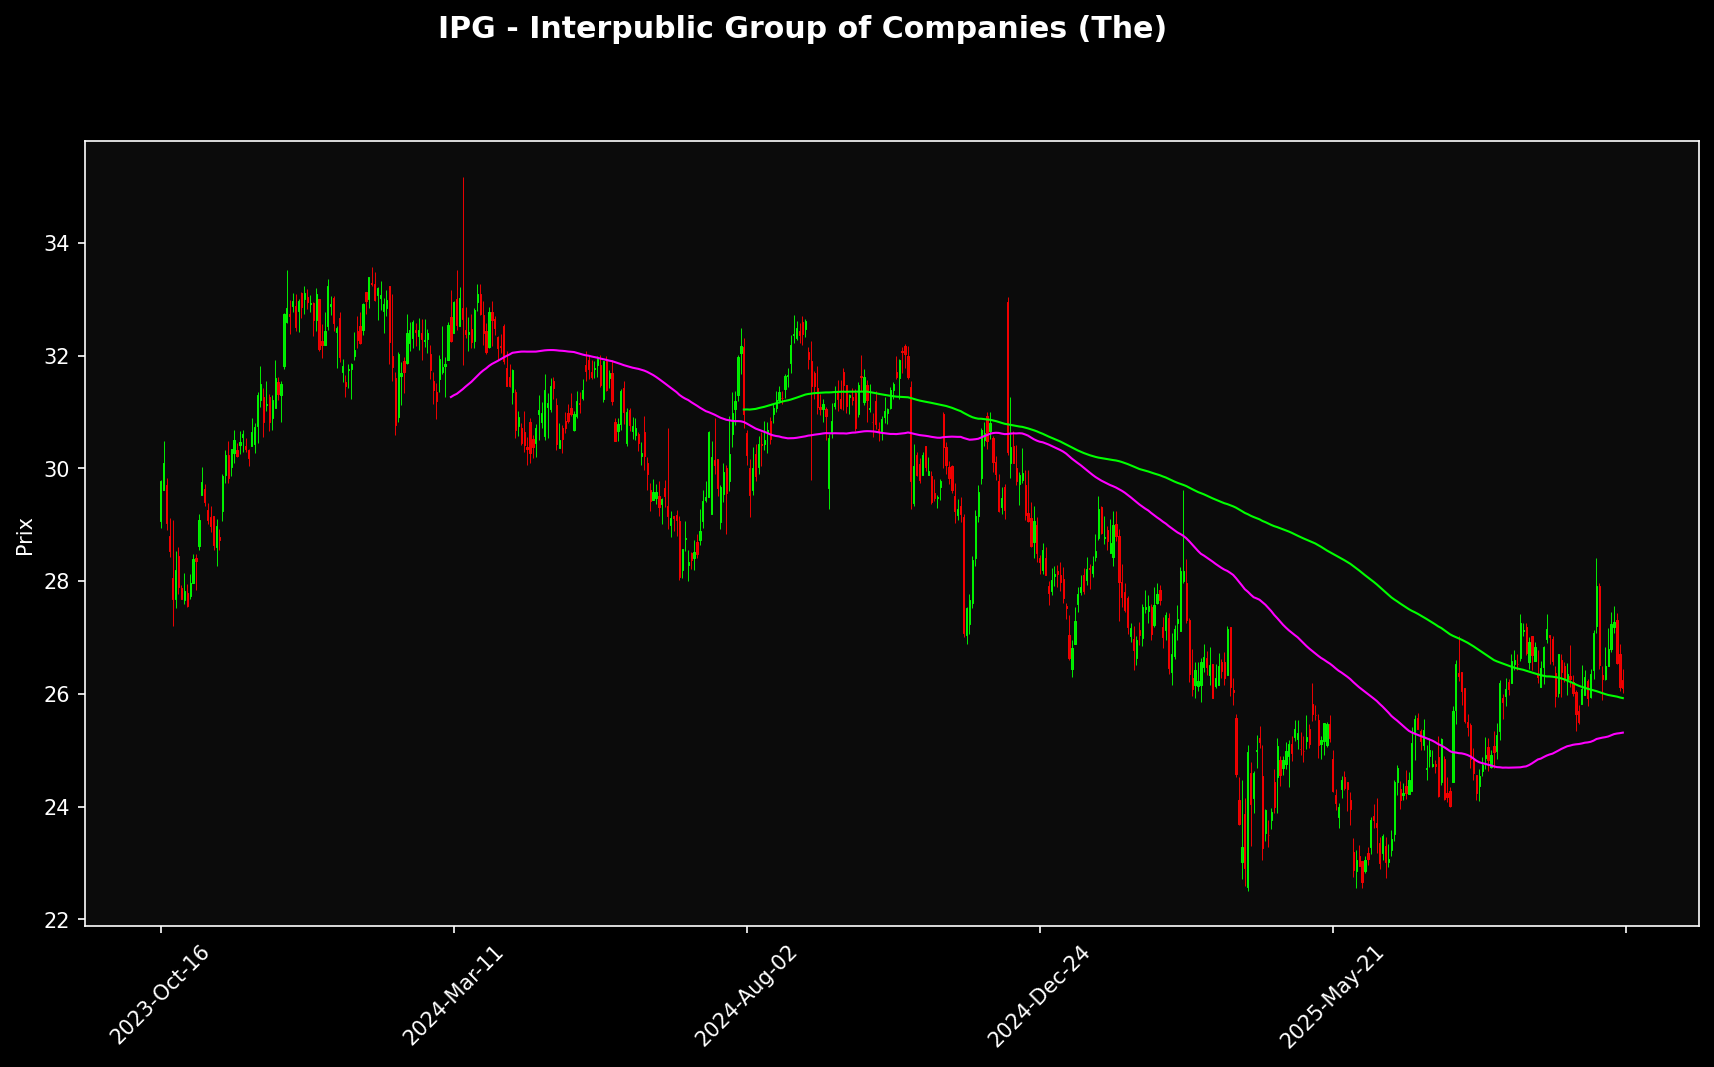 IPG - Interpublic Group of Companies (The)
Prix
34
32
30
28
26
24
22
2023-Oct-16
2024-Mar-11
2024-Aug-02
2024-Dec-24
2025-May-21